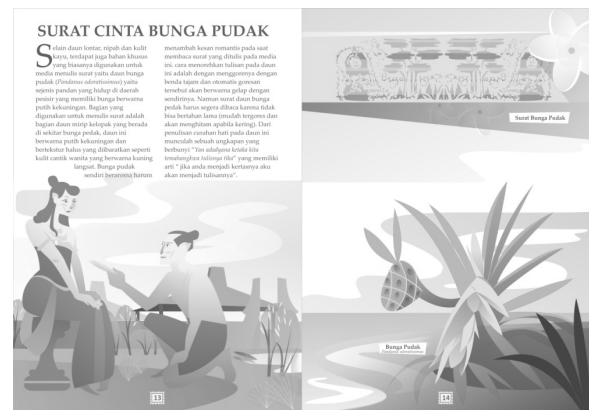 SURAT CINTA BUNGA PUDAK
Selain daun lontar, nipah dan kulit
kayu, terdapat juga bahan khusus
yang biasanya digunakan untuk
media menulis surat yaitu daun bunga
pudak (Pandanus odoratissimus) yaitu
sejenis pandan yang hidup di daerah
pesisir yang memiliki bunga berwarna
putih kekuningan. Bagian yang
digunakan untuk menulis surat adalah
bagian daun mirip kelopak yang berada
di sekitar bunga pudak, daun ini
berwarna putih kekuningan dan
bertekstur halus yang diibaratkan seperti
kulit cantik wanita yang berwarna kuning
langsat. Bunga pudak
sendiri beraroma harum
menambah kesan romantis pada saat
membaca surat yang ditulis pada media
ini. cara menorehkan tulisan pada daun
ini adalah dengan menggorenya dengan
benda tajam dan otomatis goresan
tersebut akan berwarna gelap dengan
sendirinya. Namun surat daun bunga
pudak harus segera dibaca karena tidak
bisa bertahan lama (mudah tergores dan
akan menghitam apabila kering). Dari
penulisan curahan hati pada daun ini
muncul­ah sebuah ungkapan yang
berbunyi "Yan adadyana ketaka kita
tika" yang memiliki
arti " jika anda menjadi kertasnya aku
akan menjadi tulisannya".
Surat Bunga Pudak
Bunga Pudak
Pandanus odoratissimus
13
14